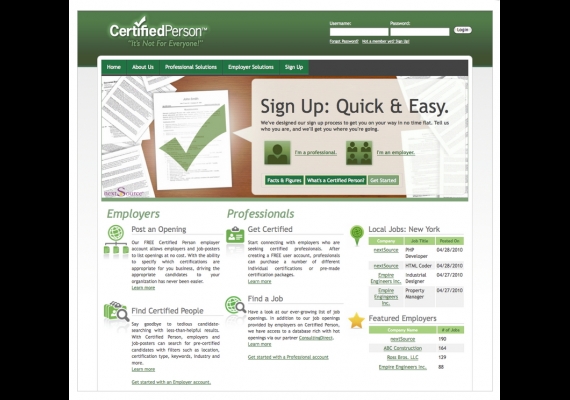 CertifiedPerson™
"It's Not For Everyone!"
Username:
Password:
Login
Forgot Password?
Not a member yet? Sign Up!
Home
About Us
Professional Solutions
Employer Solutions
Sign Up
Sign Up: Quick & Easy.
We've designed our sign up process to get you on your way in no time flat. Tell us
who you are, and we'll get you where you're going.
I'm a professional.
I'm an employer.
Facts & Figures
What's a Certified Person?
Get Started
nextSource
Employers
Post an Opening
Our FREE Certified Person employer
account allows employers and job-posters
to list openings at no cost. With the ability
to specify which certifications are
appropriate for you business, driving the
appropriate candidates to your
organization has never been easier.
Learn more
Find Certified People
Say goodbye to tedious candidate-
searching with less-than-helpful results.
With Certified Person, employers and
job-posters can search for pre-certified
candidates with filters such as location,
certification type, keywords, industry and
more.
Learn more
Get started with an Employer account.
Professionals
Get Certified
Start connecting with employers who are
seeking certified professionals. After
creating a FREE user account, professionals
can purchase a number of different
individual certifications or pre-made
certification packages.
Learn more
Find a Job
Have a look at our ever-growing list of job
openings. In addition to our job openings
provided by employers on Certified Person,
we have access to a database rich with hot
openings via our partner ConsultingDirect.
Learn more
Get started with a Professional account
Local Jobs: New York
Company Job Title Posted On
nextSource PHP Developer 04/28/2010
nextSource HTML Coder 04/28/2010
Empire Engineers Inc. Industrial Designer 04/27/2010
Empire Engingeers Inc. Property Manager 04/27/2010
Featured Employers
Company Name # of Jobs
nextSource 190
ABC Construction 164
Ross Bros. LLC 129
Empire Engineers Inc. 88